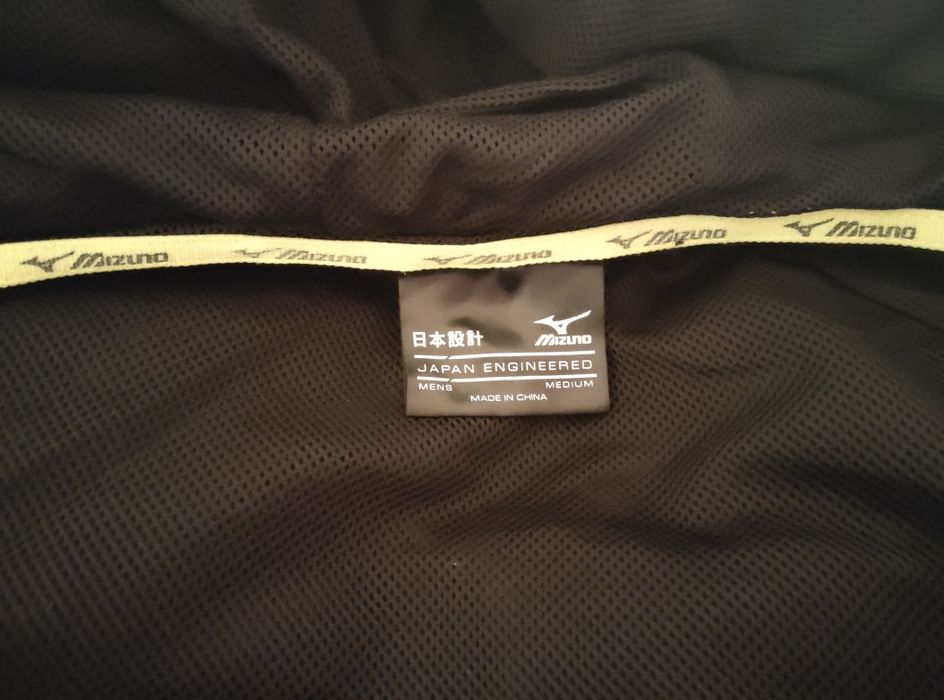 MIZUNO MIZUNO MIZUNO MIZUNO MIZUNO
日本設計 MIZUNO
JAPAN ENGINEERED
MENS MEDIUM
MADE IN CHINA